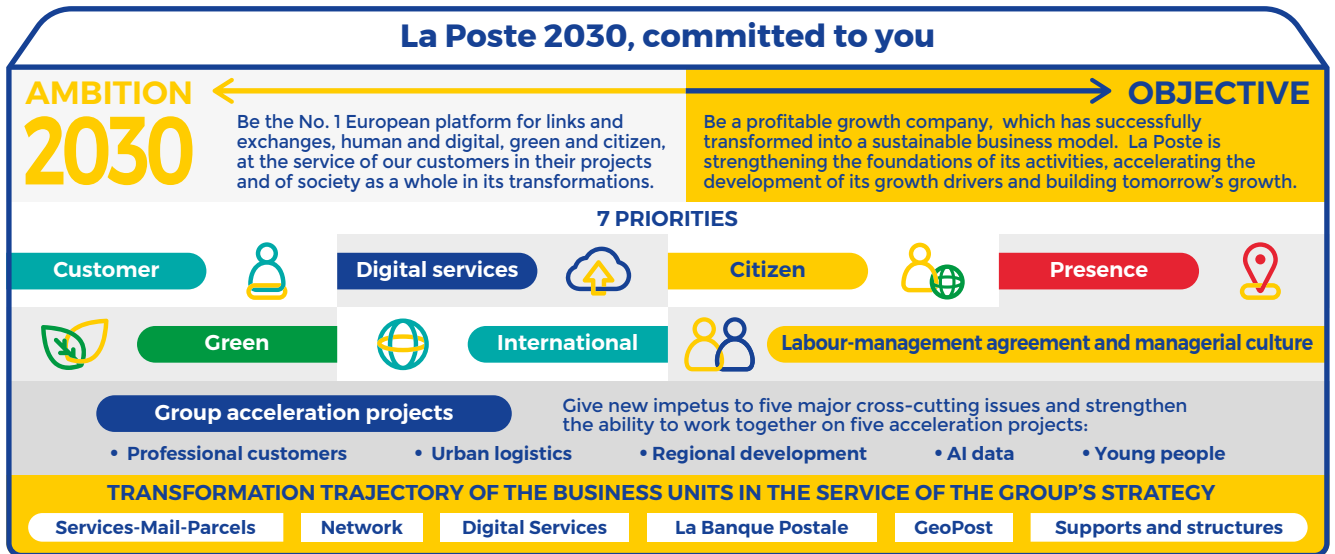 La Poste 2030, committed to you
AMBITION
2030
Be the No. 1 European platform for links and
exchanges, human and digital, green and citizen,
at the service of our customers in their projects
and of society as a whole in its transformations.
OBJECTIVE
Be a profitable growth company, which has successfully
transformed into a sustainable business model. La Poste is
strengthening the foundations of its activities, accelerating the
development of its growth drivers and building tomorrow's growth.
7 PRIORITIES
Customer
Digital services
Citizen
Presence
Green
International
Labour-management agreement and managerial culture
Group acceleration projects
Give new impetus to five major cross-cutting issues and strengthen
the ability to work together on five acceleration projects:
• Professional customers
• Urban logistics
• Regional development
• AI data
• Young people
TRANSFORMATION TRAJECTORY OF THE BUSINESS UNITS IN THE SERVICE OF THE GROUP'S STRATEGY
Services-Mail-Parcels
Network
Digital Services
La Banque Postale
GeoPost
Supports and structures